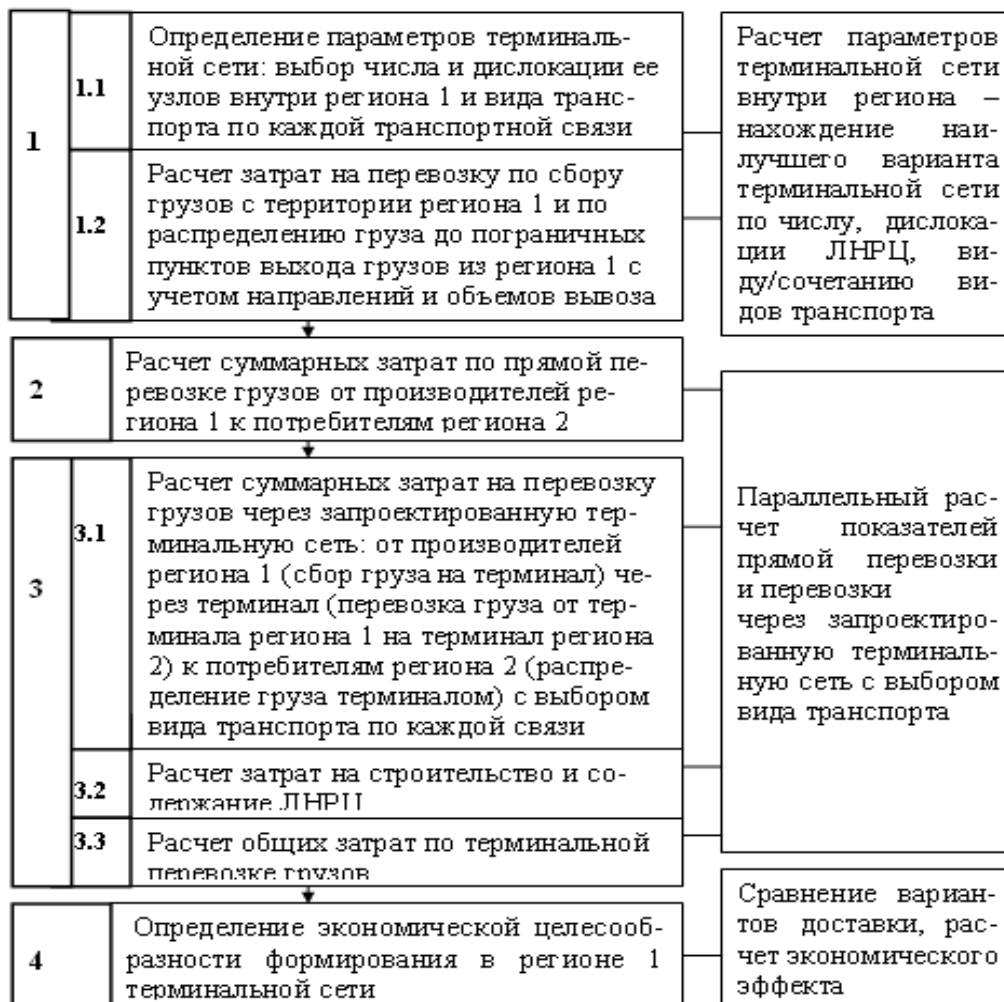 1
1.1
Определение параметров терминаль-
ной сети: выбор числа и дислокации ее
узлов внутри региона 1 и вида транс-
порта по каждой транспортной связи
1.2
Расчет затрат на перевозку по сбору
грузов с территории региона 1 и по
распределению груза до пограничных
пунктов выхода грузов из региона 1 с
учетом направлений и объемов вывоза
Расчет параметров
терминальной сети
внутри региона –
нахождение наи-
лучшего варианта
терминальной сети
по числу, дислока-
ции ЛНРЦ, ви-
ду/сочетанию ви-
дов транспорта
2
Расчет суммарных затрат по прямой пе-
ревозке грузов от производителей ре-
гиона 1 к потребителям региона 2
3
3.1
Расчет суммарных затрат на перевозку
грузов через запроектированную тер-
минальную сеть: от производителей
региона 1 (сбор груза на терминал) че-
рез терминал (перевозка груза от тер-
минала региона 1 на терминал региона
2) к потребителям региона 2 (распре-
деление груза терминалом) с выбором
вида транспорта по каждой связи
3.2
Расчет затрат на строительство и со-
держание ЛНРЦ
3.3
Расчет общих затрат по терминальной
перевозке грузов
Параллельный рас-
чет показателей
прямой перевозки
и перевозки
через запроектиро-
ванную терминаль-
ную сеть с выбором
вида транспорта
4
Определение экономической целесооб-
разности формирования в регионе 1
терминальной сети
Сравнение вариан-
тов доставки, рас-
чет экономического
эффекта